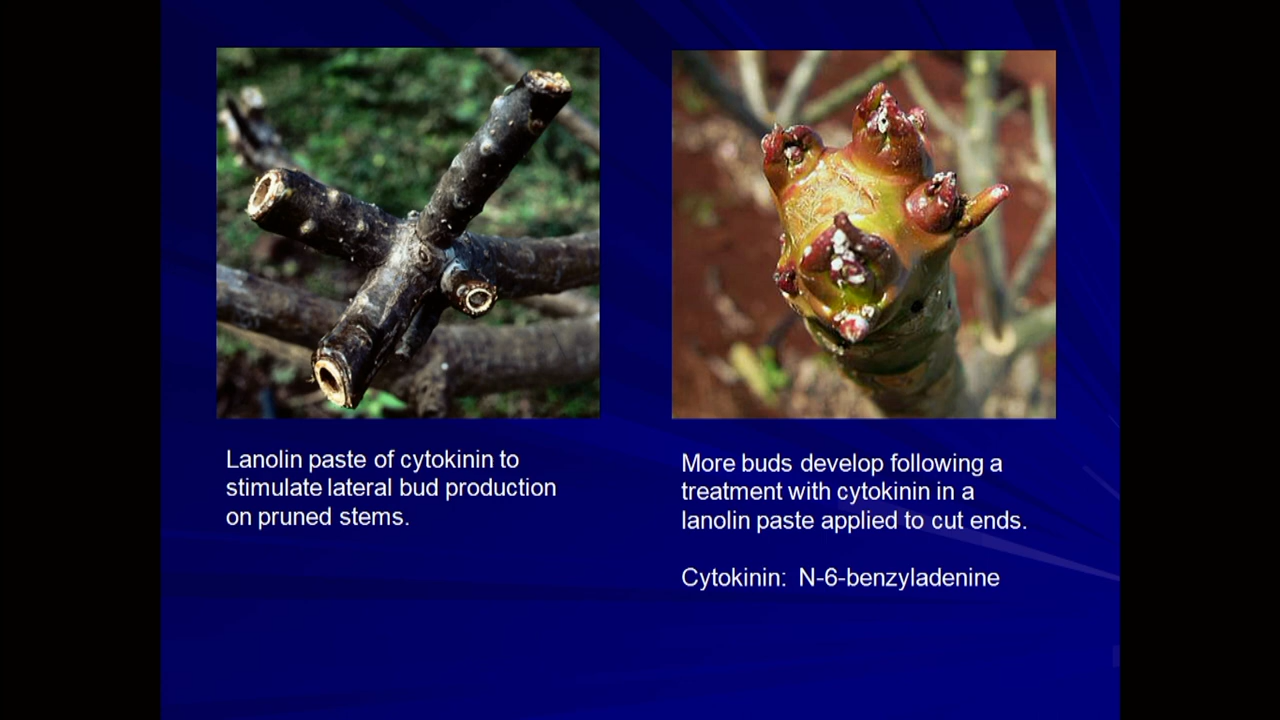 Lanolin paste of cytokinin to
stimulate lateral bud production
on pruned stems.
More buds develop following a
treatment with cytokinin in a
lanolin paste applied to cut ends.
Cytokinin: N-6-benzyladenine